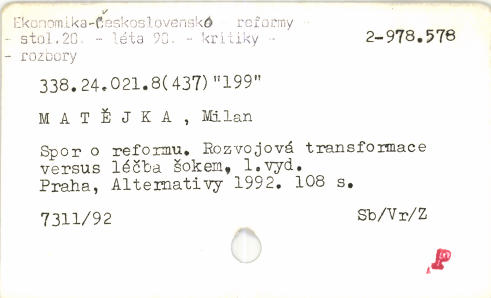 Ekonomika-Československo - reformy -
- stol.20. - léta 90. - kritiky -
- rozbory
2-978.578
338.24.021.8(437)"199"
M A T Ě J K A , Milan
Spor o reformu. Rozvojová transformace
versus léčba šokem, 1.vyd.
Praha, Alternativy 1992. 108 s.
7311/92
Sb/Vr/Z
P